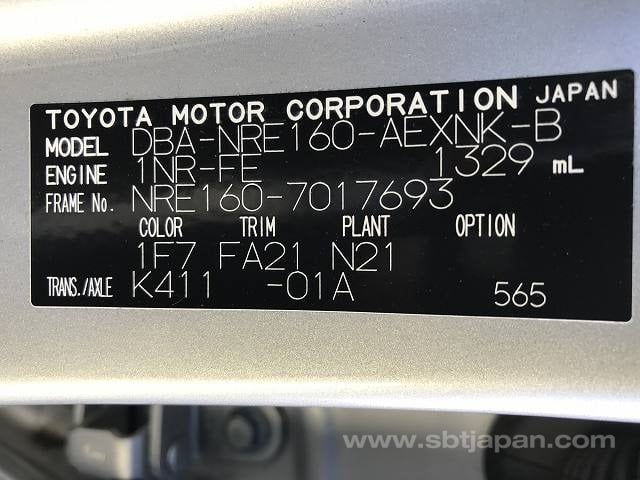 TOYOTA MOTOR CORPORATION JAPAN
MODEL DBA-NRE160-AEXNK-B
ENGINE 1NR-FE 1329 mL
FRAME No. NRE160-7017693
COLOR TRIM PLANT OPTION
1F7 FA21 N21
TRANS./AXLE K411 -01A 565
www.sbtjapan.com